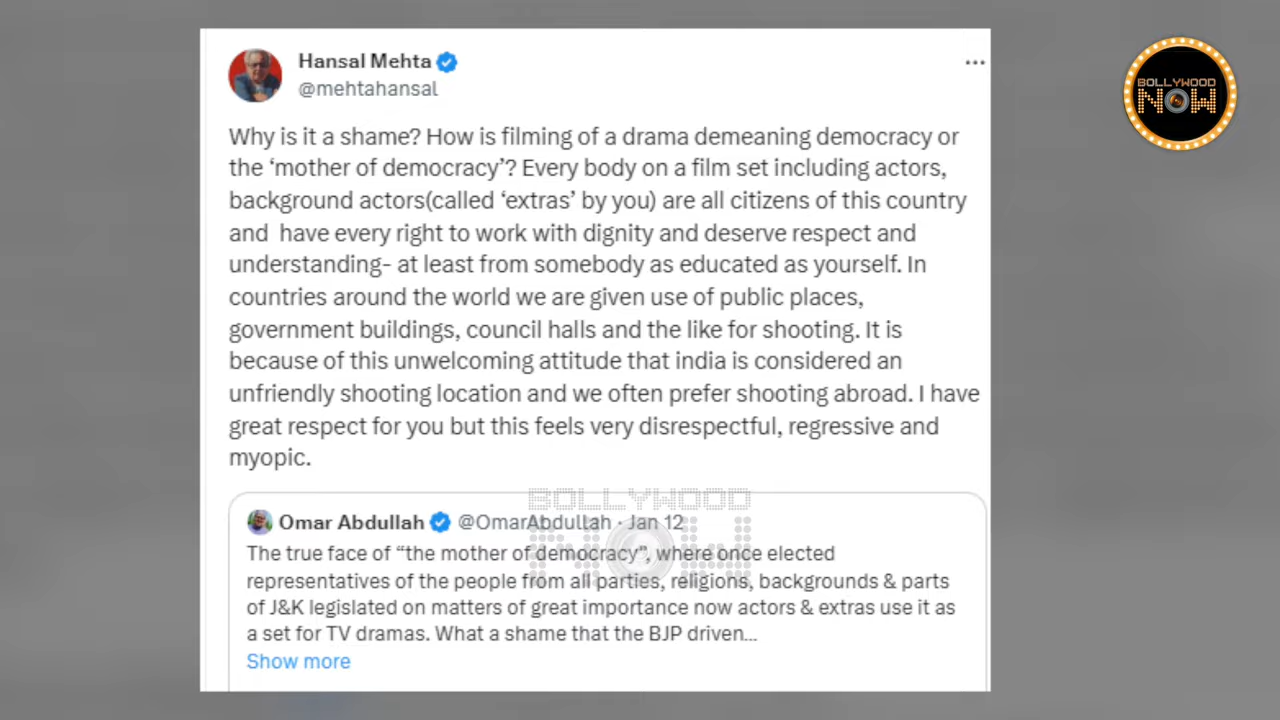 Hansal Mehta
@mehtahansal
BOLLYWOOD
NOW
Why is it a shame? How is filming of a drama demeaning democracy or
the ‘mother of democracy’? Every body on a film set including actors,
background actors(called ‘extras’ by you) are all citizens of this country
and  have every right to work with dignity and deserve respect and
understanding- at least from somebody as educated as yourself. In
countries around the world we are given use of public places,
government buildings, council halls and the like for shooting. It is
because of this unwelcoming attitude that india is considered an
unfriendly shooting location and we often prefer shooting abroad. I have
great respect for you but this feels very disrespectful, regressive and
myopic.
BOLLYWOOD
NOW
Omar Abdullah @OmarAbdullah · Jan 12
The true face of “the mother of democracy”, where once elected
representatives of the people from all parties, religions, backgrounds & parts
of J&K legislated on matters of great importance now actors & extras use it as
a set for TV dramas. What a shame that the BJP driven...
Show more